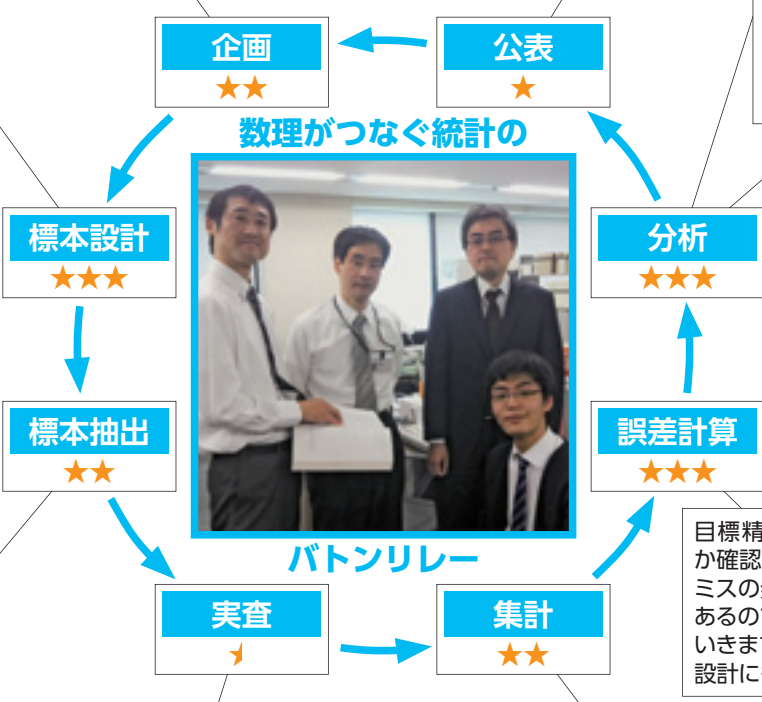 企画
★★
公表
★
数理がつなぐ統計の
標本設計
★★★
分析
★★★
標本抽出
★★
誤差計算
★★★
バトンリレー
実査
集計
★★
目標精
か確認
ミスの
あるの
いきま
設計に